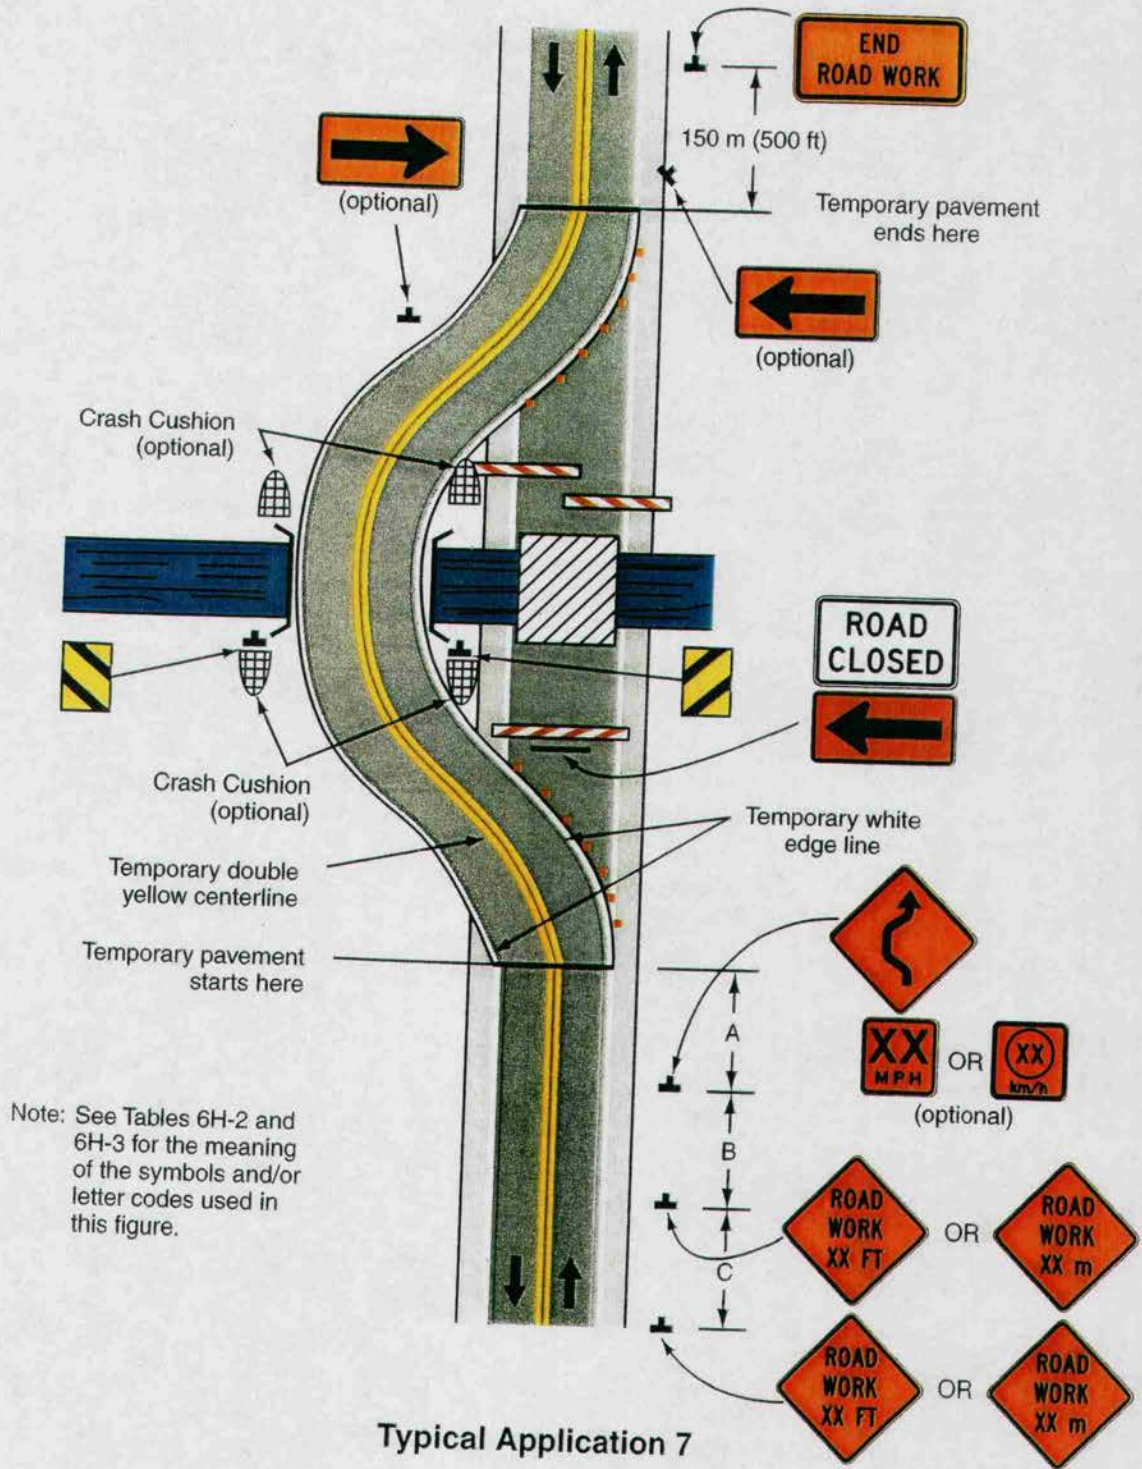 END
ROAD WORK
150 m (500 ft)
(optional)
Temporary pavement
ends here
(optional)
Crash Cushion
(optional)
ROAD
CLOSED
Crash Cushion
(optional)
Temporary white
edge line
Temporary double
yellow centerline
Temporary pavement
starts here
A
XX
MPH
OR
XX
km/h
(optional)
Note: See Tables 6H-2 and
6H-3 for the meaning
of the symbols and/or
letter codes used in
this figure.
B
ROAD
WORK
XX FT
OR
ROAD
WORK
XX m
C
ROAD
WORK
XX FT
OR
ROAD
WORK
XX m
Typical Application 7